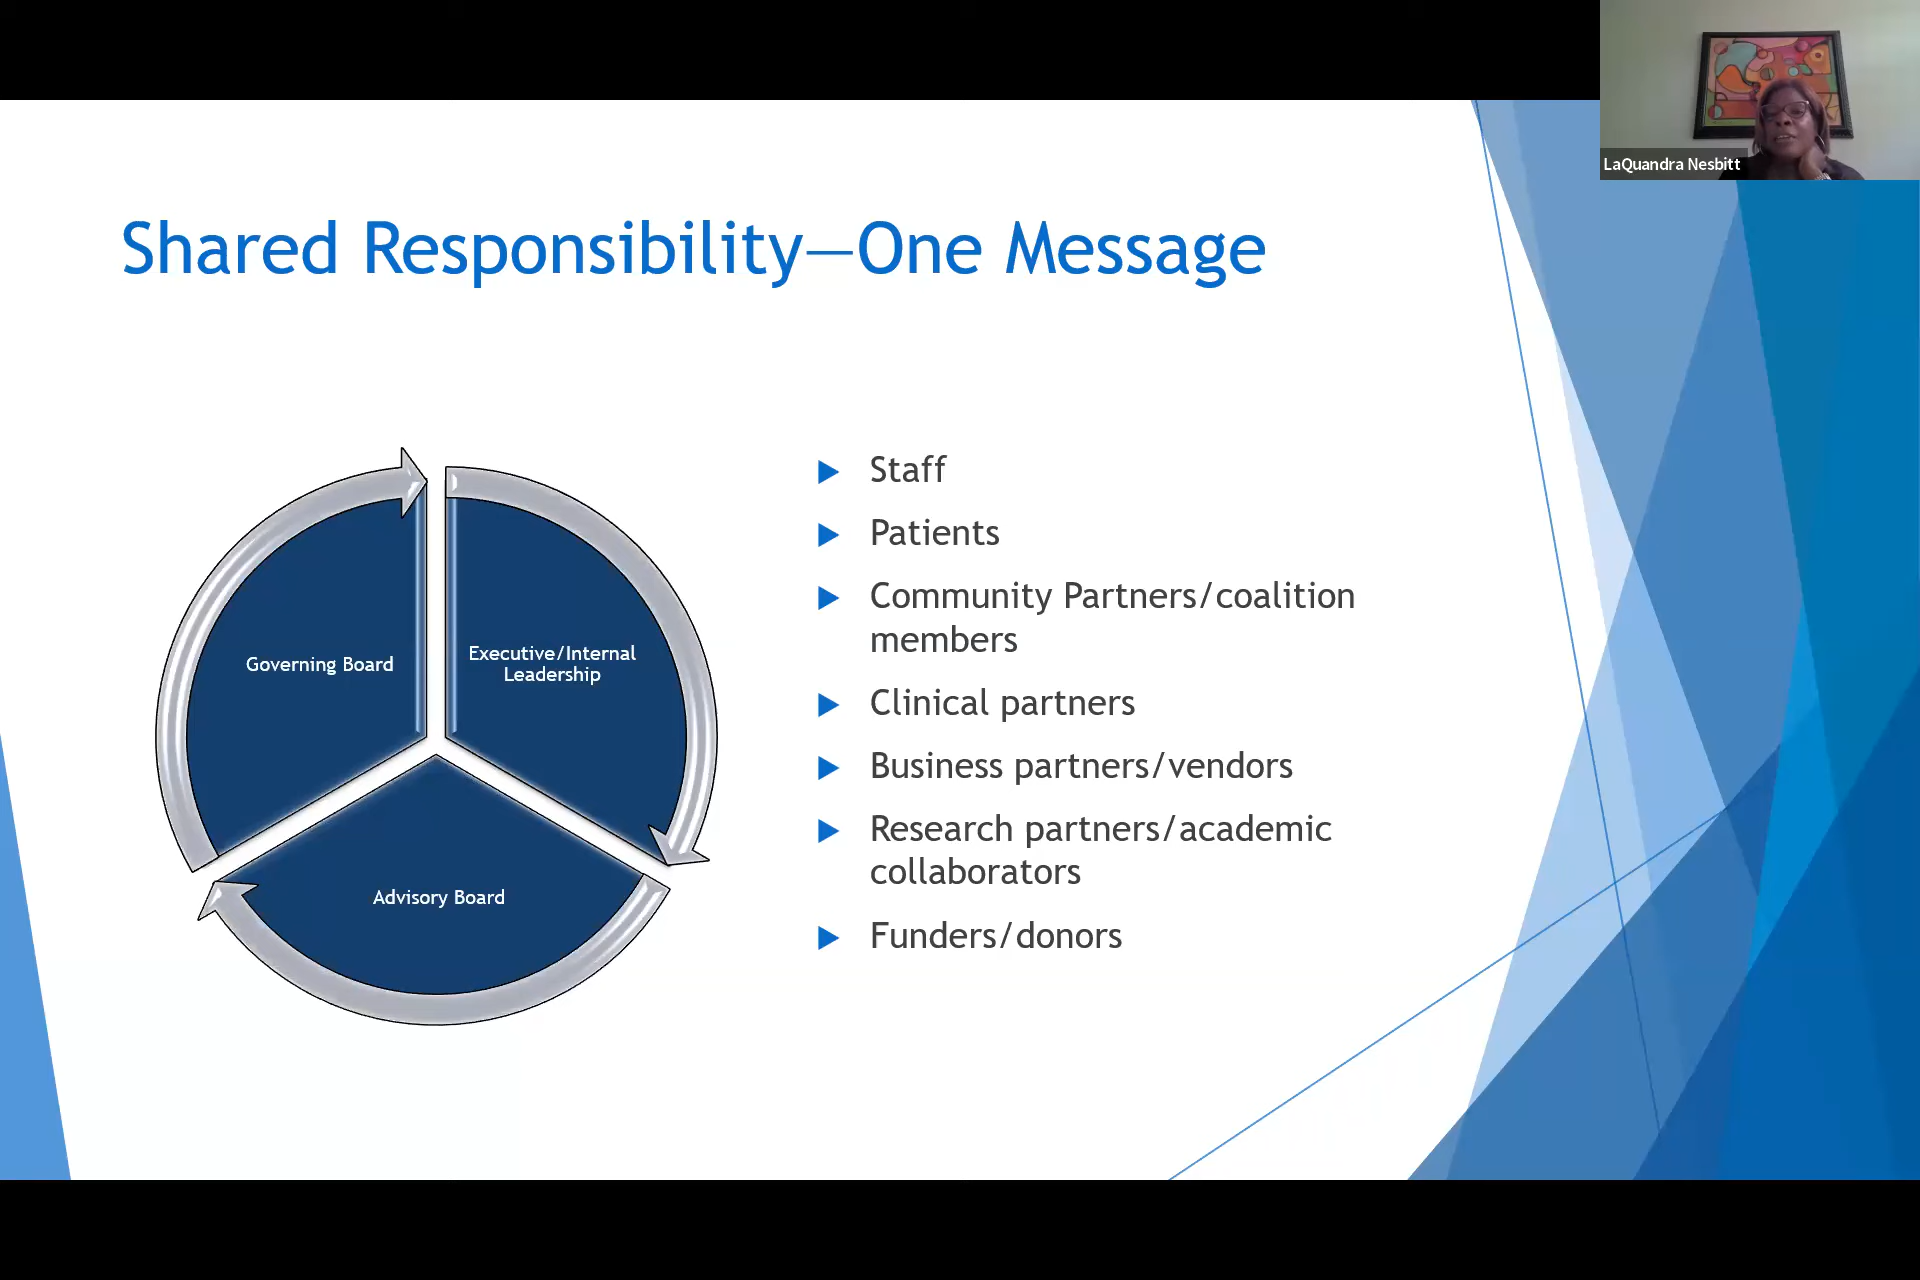 LaQuandra Nesbitt
Shared Responsibility—One Message
Governing Board
Executive/Internal
Leadership
Advisory Board
Staff
Patients
Community Partners/coalition
members
Clinical partners
Business partners/vendors
Research partners/academic
collaborators
Funders/donors